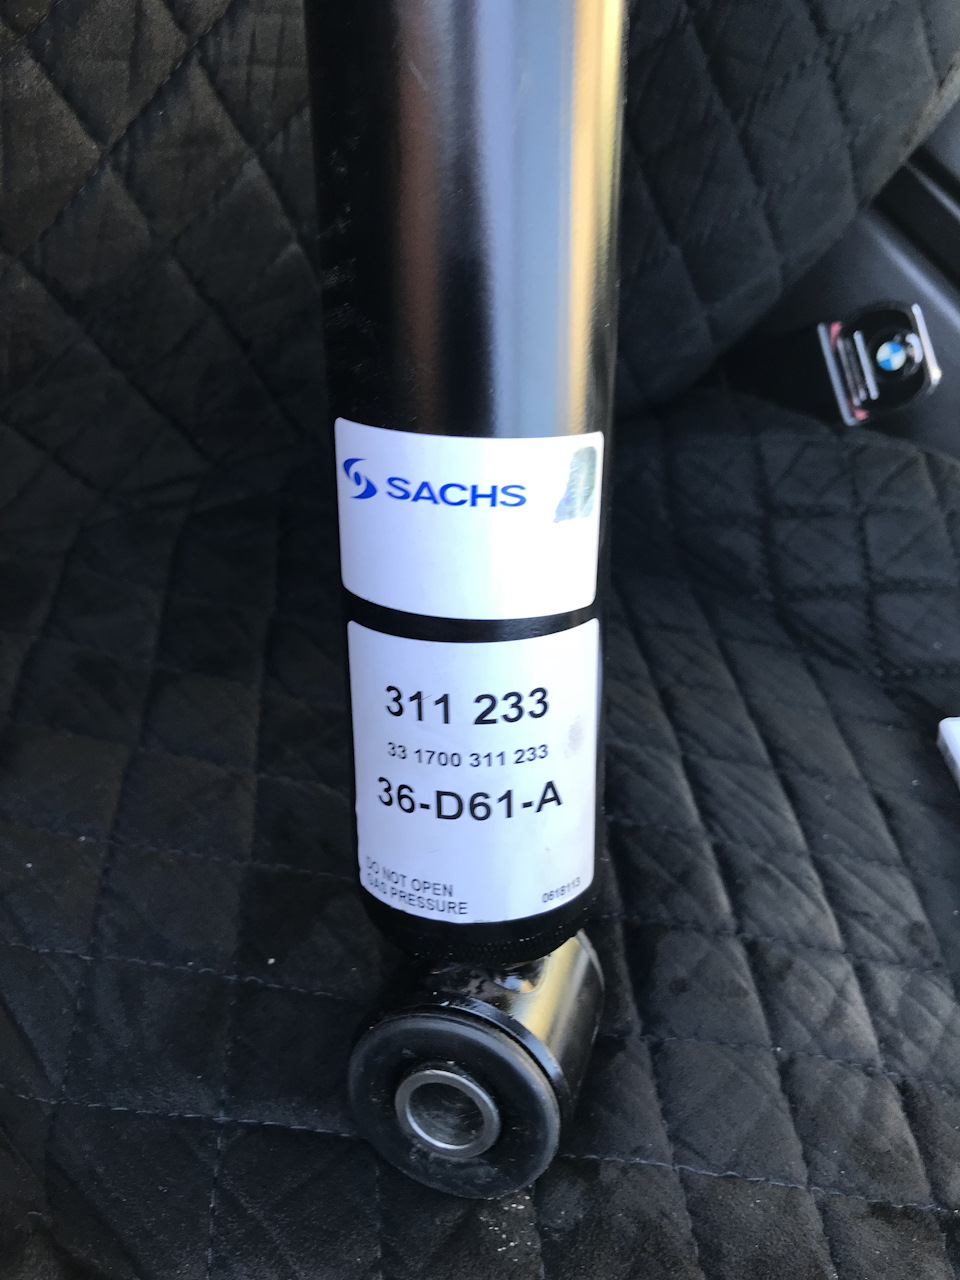 SACHS
311 233
33 1700 311 233
36-D61-A
DO NOT OPEN
GAS PRESSURE
0618113